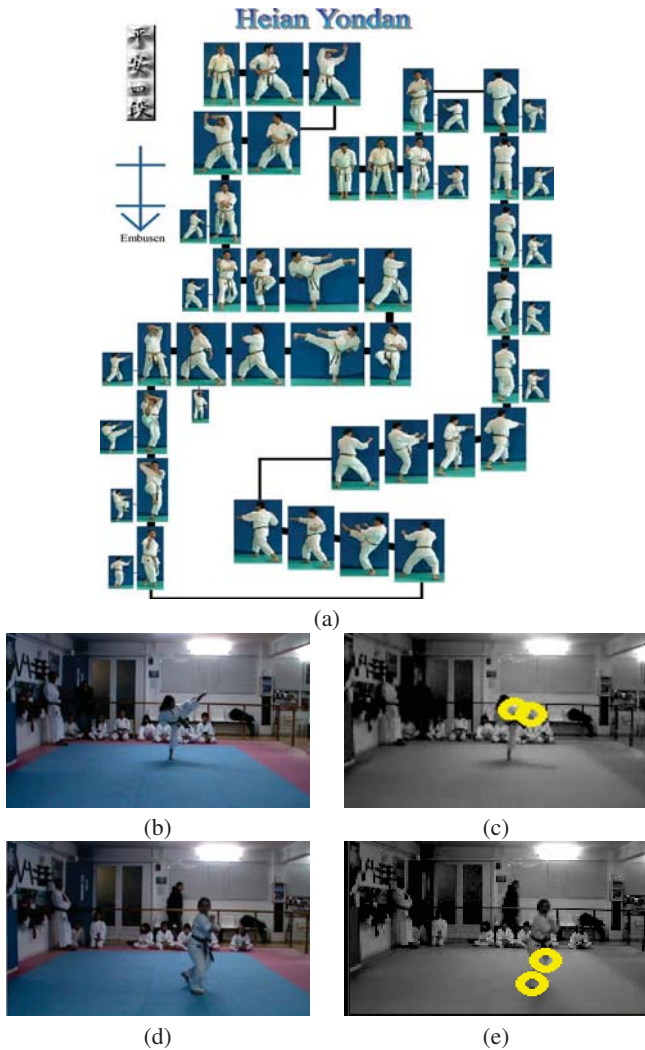 Heian Yondan
平
安
四
段
Embusen
(a)
(b)
(c)
(d)
(e)